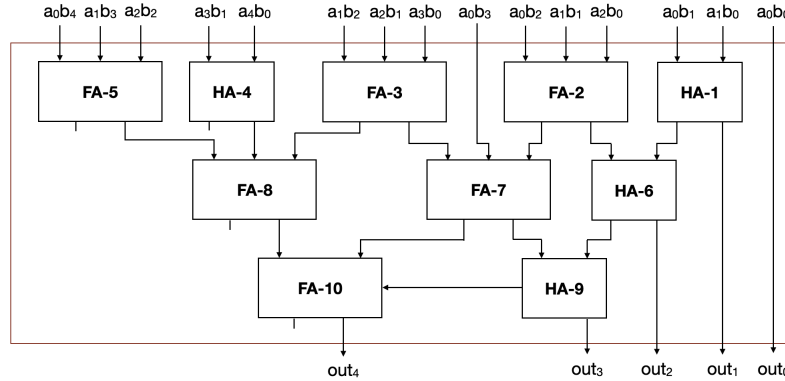 a₀b₄ a₁b₃ a₂b₂ a₃b₁ a₄b₀ a₁b₂ a₂b₁ a₃b₀ a₀b₃ a₀b₂ a₁b₁ a₂b₀ a₀b₁ a₁b₀ a₀b₀
FA-5 HA-4 FA-3 FA-2 HA-1
FA-8 FA-7 HA-6
FA-10 HA-9
out₄ out₃ out₂ out₁ out₀